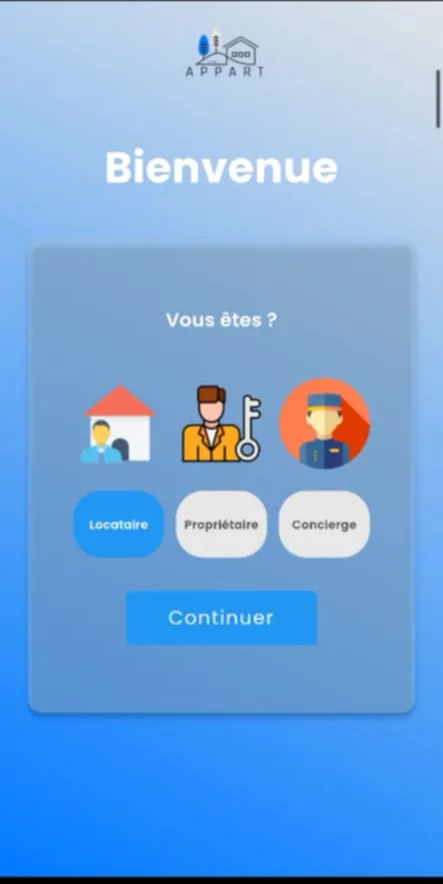 APPART
Bienvenue
Vous êtes ?
Locataire
Propriétaire
Concierge
Continuer